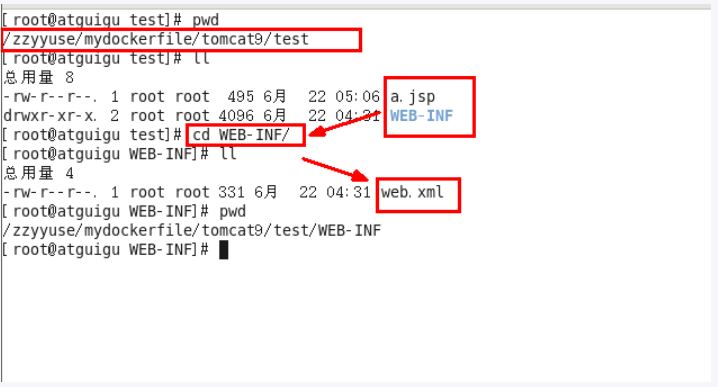 [root@atguigu test]# pwd
/zzyyuse/mydockerfile/tomcat9/test
[root@atguigu test]# ll
总用量 8
-rw-r--r--. 1 root root  495 6月  22 05:06 a.jsp
drwxr-xr-x. 2 root root 4096 6月  22 04:31 WEB-INF
[root@atguigu test]# cd WEB-INF/
[root@atguigu WEB-INF]# ll
总用量 4
-rw-r--r--. 1 root root 331 6月  22 04:31 web.xml
[root@atguigu WEB-INF]# pwd
/zzyyuse/mydockerfile/tomcat9/test/WEB-INF
[root@atguigu WEB-INF]#